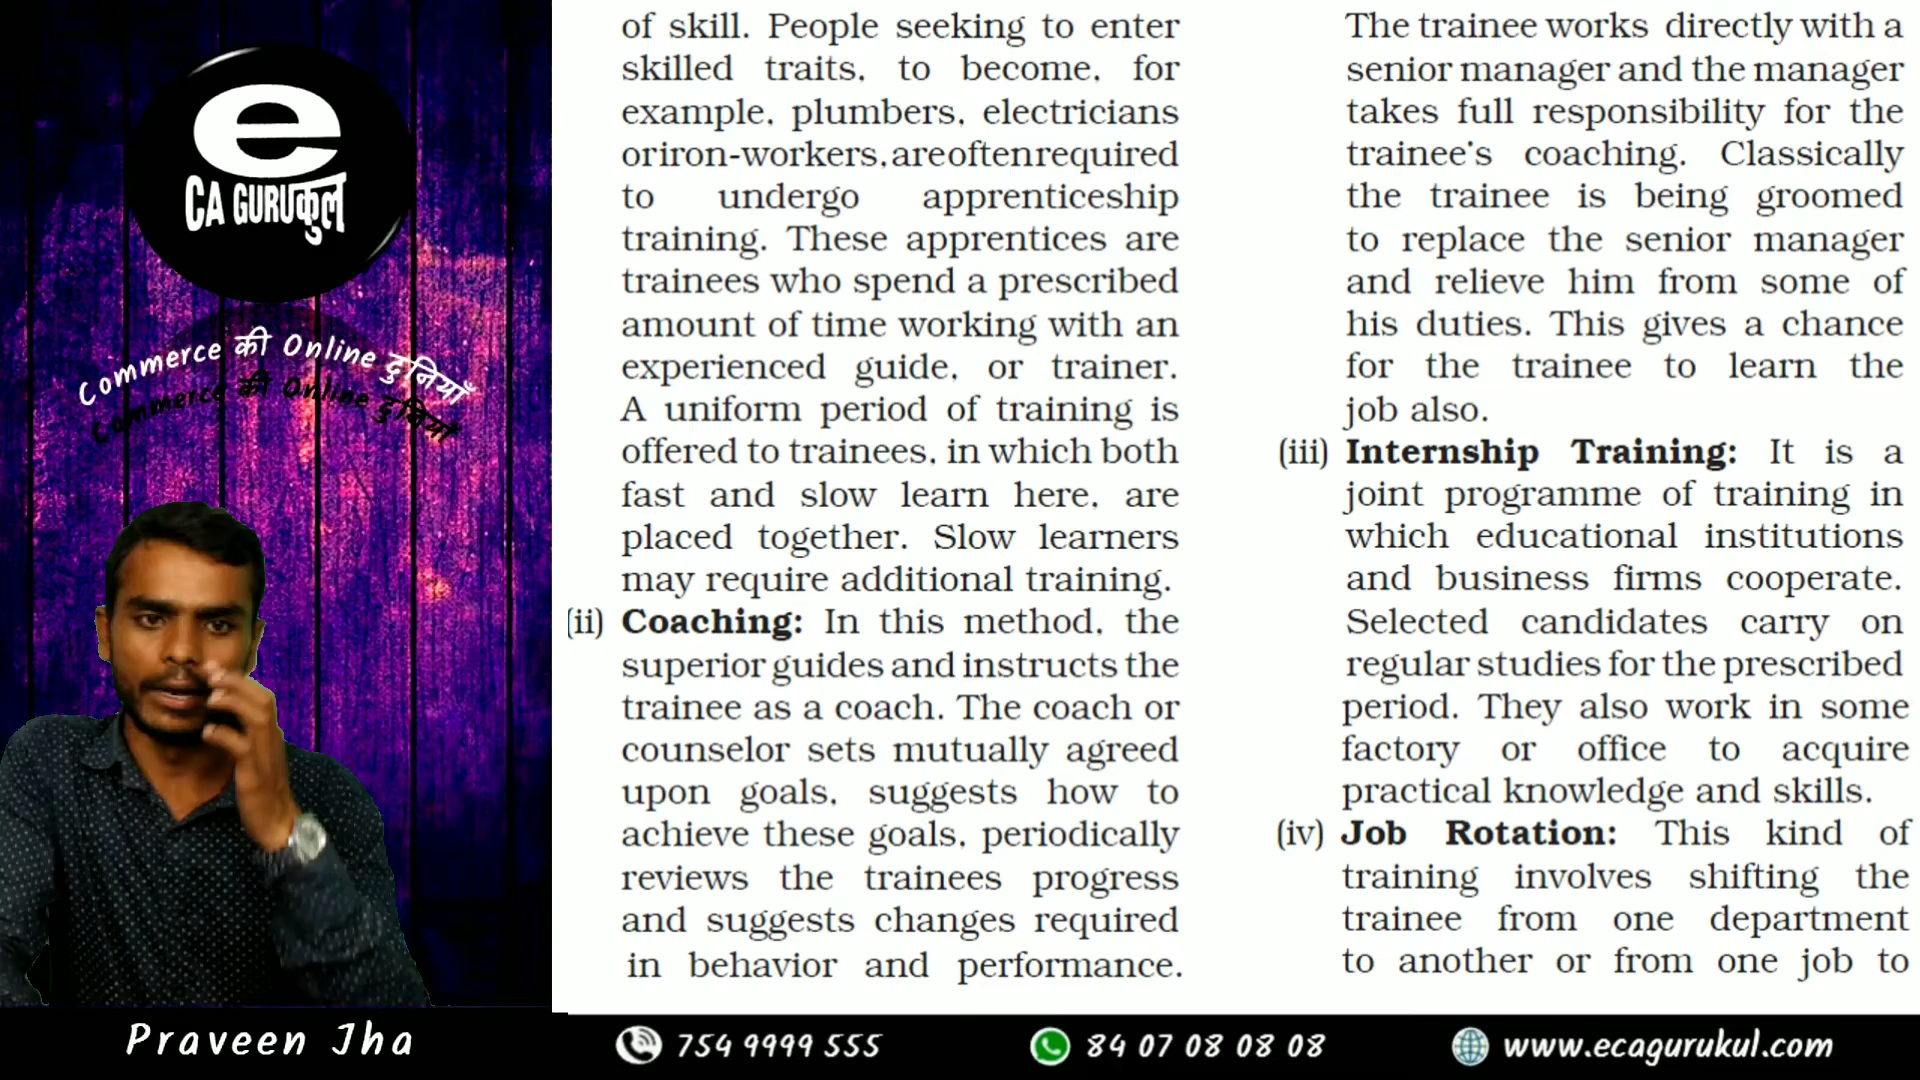 e
CA GURUकुल
Commerce की Online दुनियाँ
Commerce की Online दुनियाँ
of skill. People seeking to enter
skilled traits, to become, for
example, plumbers, electricians
oriron-workers,areoftenrequired
to undergo apprenticeship
training. These apprentices are
trainees who spend a prescribed
amount of time working with an
experienced guide, or trainer.
A uniform period of training is
offered to trainees, in which both
fast and slow learn here, are
placed together. Slow learners
may require additional training.
(ii) Coaching: In this method, the
superior guides and instructs the
trainee as a coach. The coach or
counselor sets mutually agreed
upon goals, suggests how to
achieve these goals, periodically
reviews the trainees progress
and suggests changes required
in behavior and performance.
The trainee works directly with a
senior manager and the manager
takes full responsibility for the
trainee's coaching. Classically
the trainee is being groomed
to replace the senior manager
and relieve him from some of
his duties. This gives a chance
for the trainee to learn the
job also.
(iii) Internship Training: It is a
joint programme of training in
which educational institutions
and business firms cooperate.
Selected candidates carry on
regular studies for the prescribed
period. They also work in some
factory or office to acquire
practical knowledge and skills.
(iv) Job Rotation: This kind of
training involves shifting the
trainee from one department
to another or from one job to
Praveen Jha
754 9999 555
84 07 08 08 08
www.ecagurukul.com